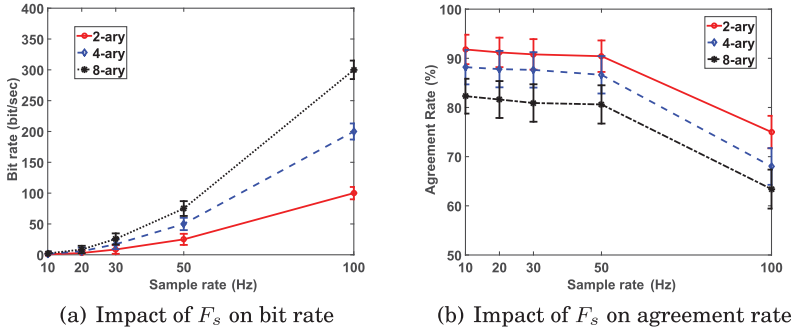 400
350
300
250
200
150
100
50
0
Bit rate (bit/sec)
2-ary
4-ary
8-ary
10 20 30 50 100
Sample rate (Hz)
(a) Impact of Fs on bit rate
100
90
80
70
60
50
Agreement Rate (%)
2-ary
4-ary
8-ary
10 20 30 50 100
Sample rate (Hz)
(b) Impact of Fs on agreement rate